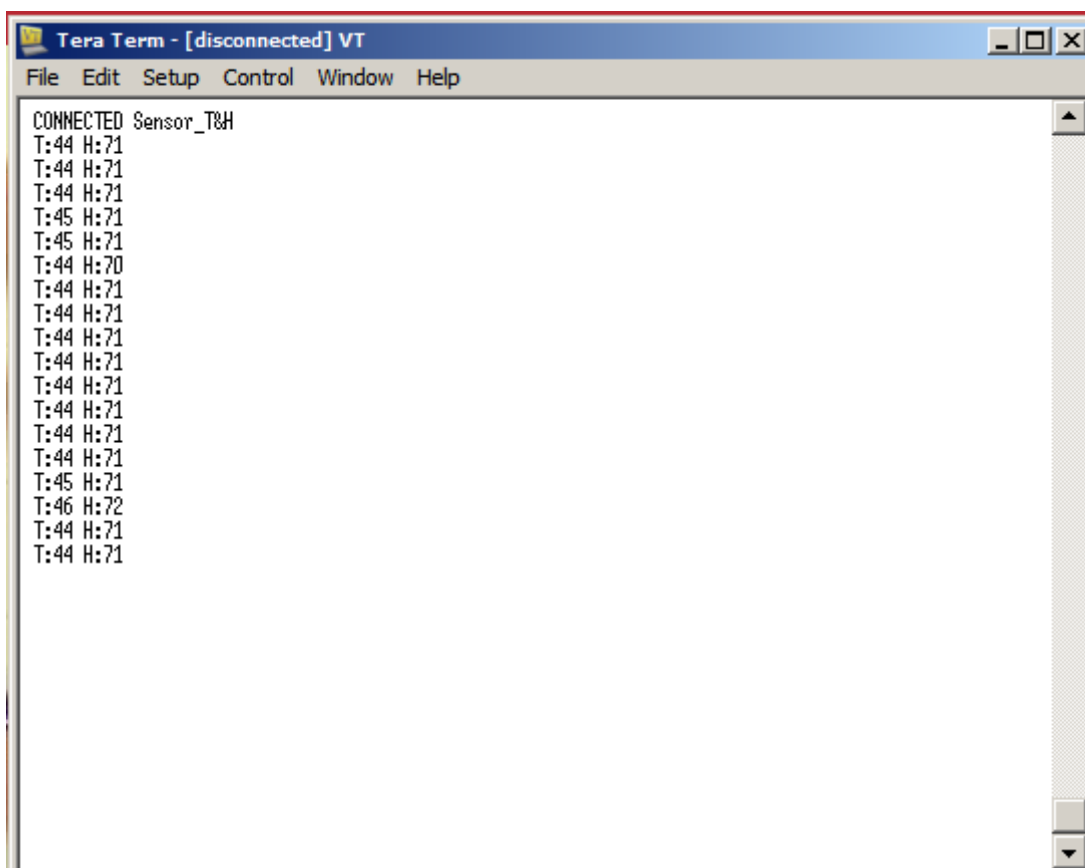 Tera Term - [disconnected] VT
File Edit Setup Control Window Help
CONNECTED Sensor_T&H
T:44 H:71
T:44 H:71
T:44 H:71
T:45 H:71
T:45 H:71
T:44 H:70
T:44 H:71
T:44 H:71
T:44 H:71
T:44 H:71
T:44 H:71
T:44 H:71
T:44 H:71
T:44 H:71
T:45 H:71
T:46 H:72
T:44 H:71
T:44 H:71